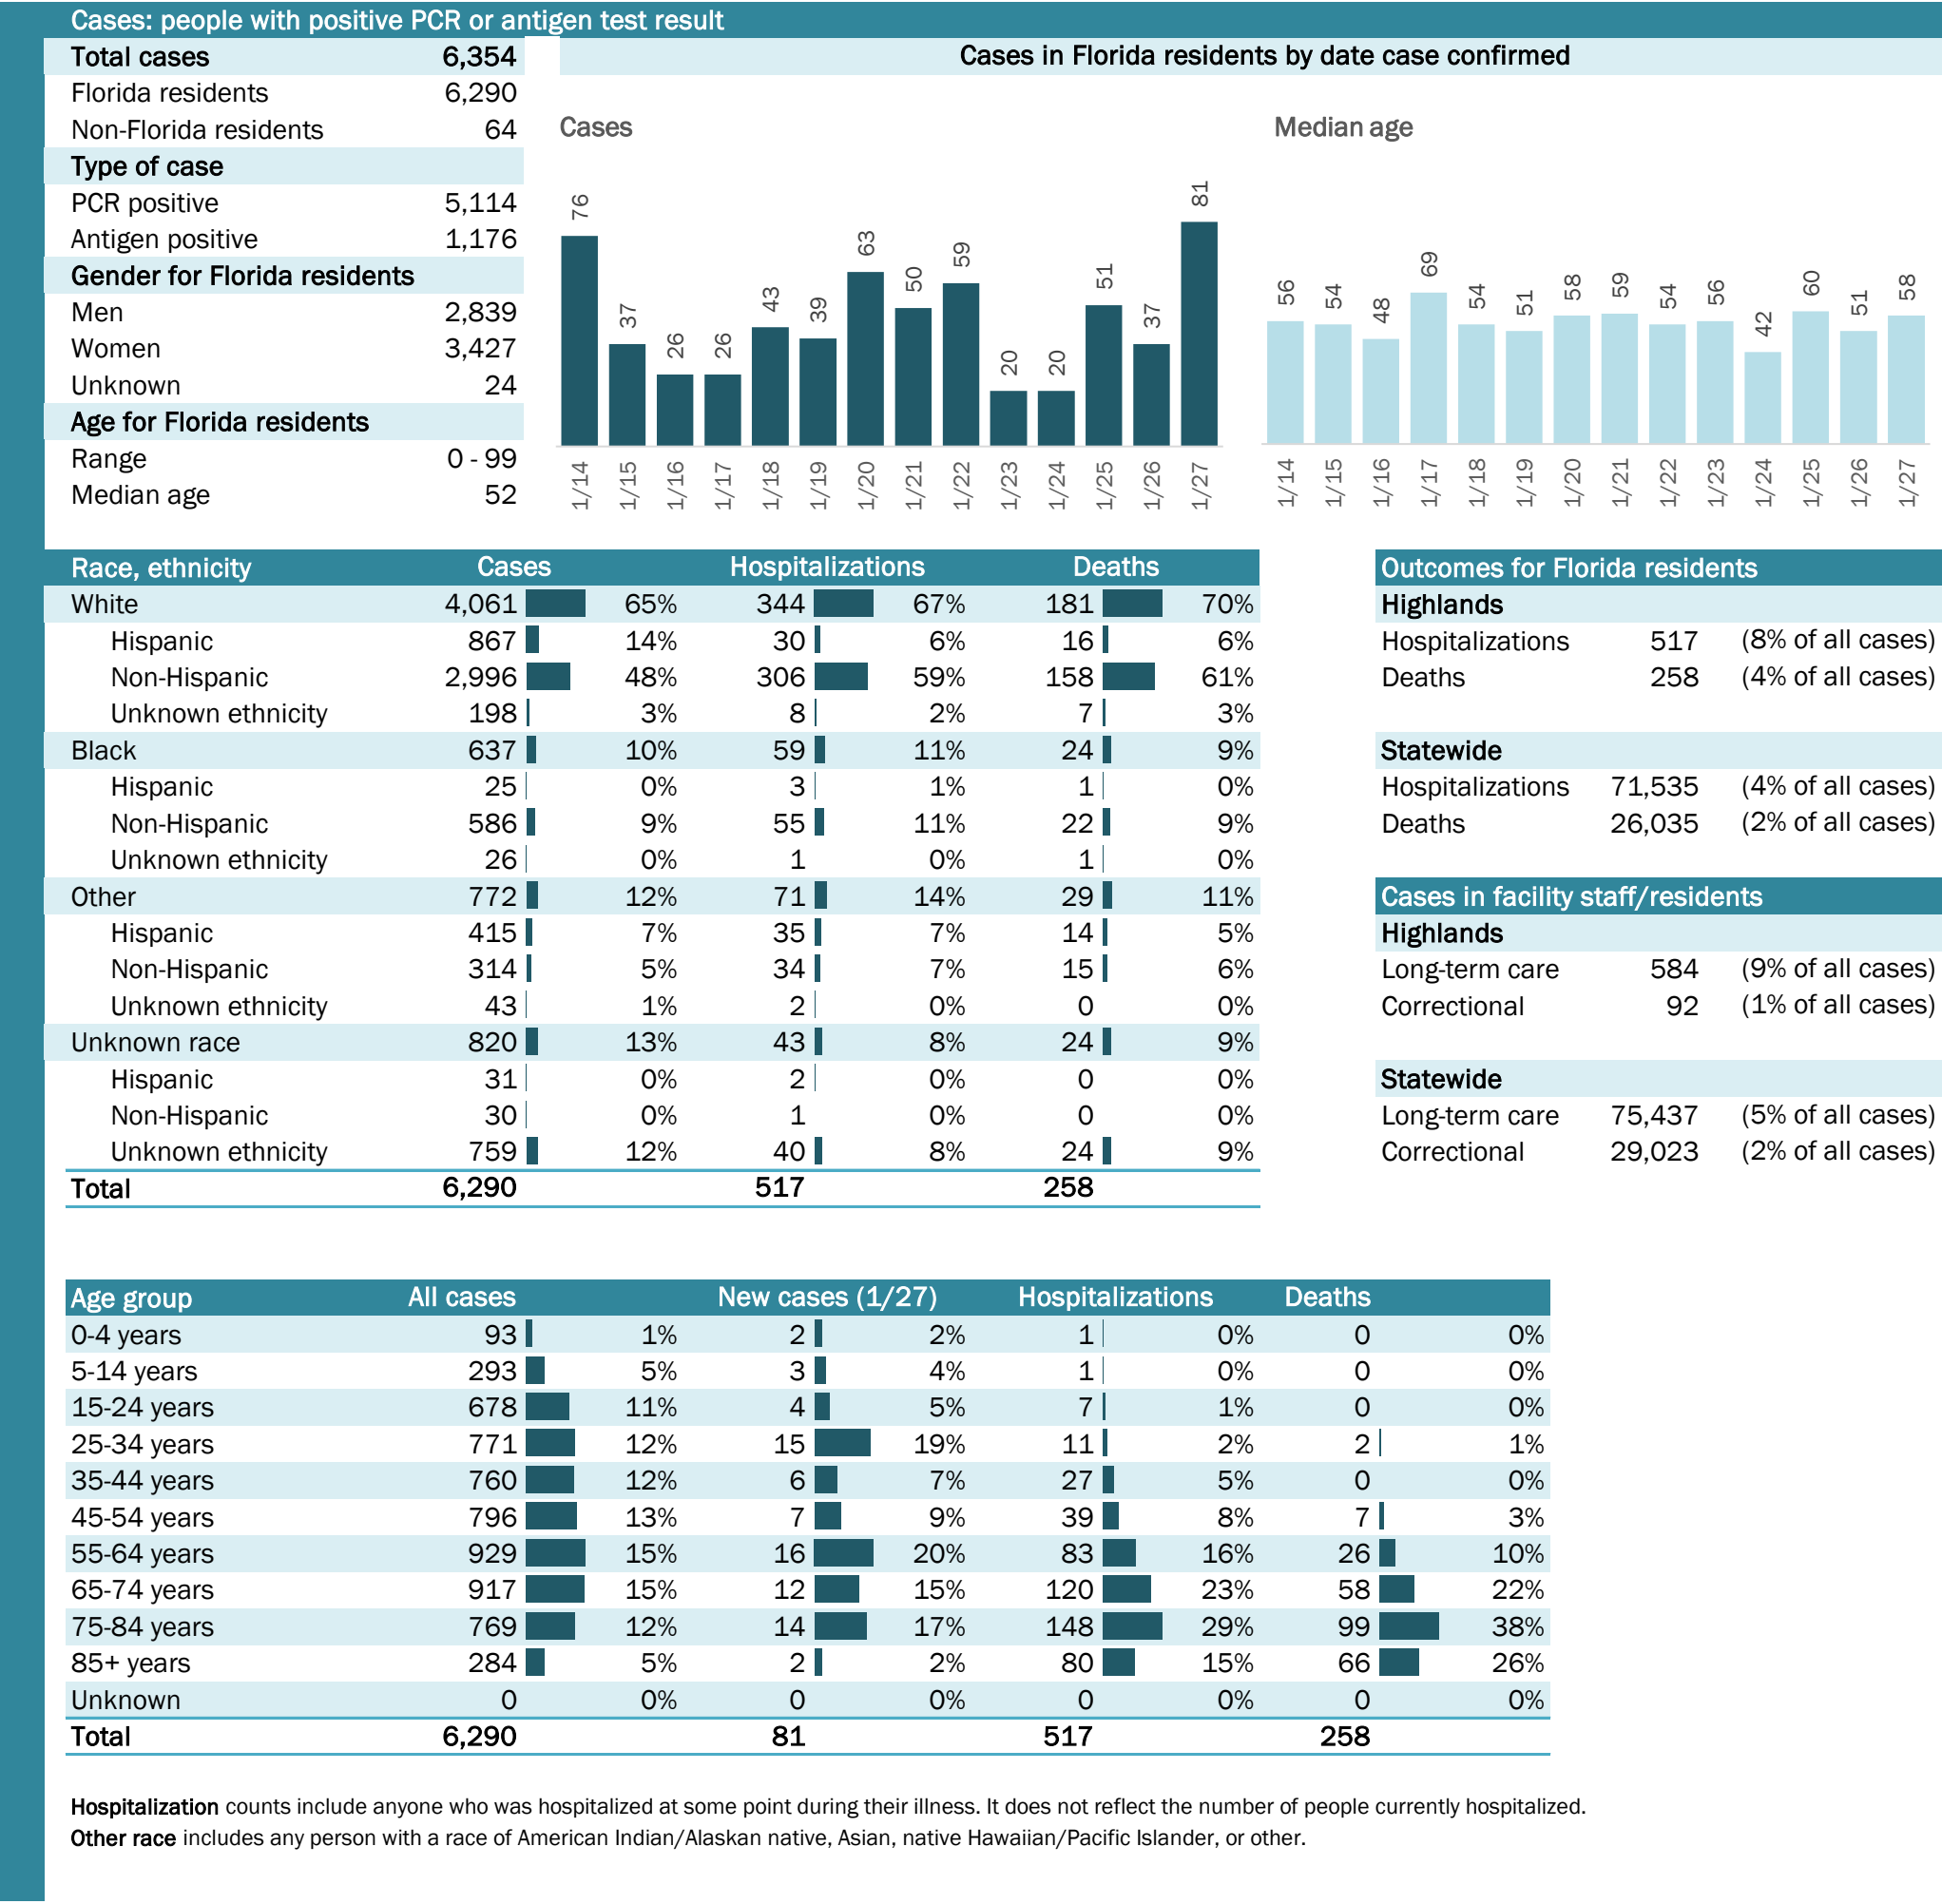 Cases: people with positive PCR or antigen test result
Total cases 6,354
Florida residents 6,290
Non-Florida residents 64
Type of case
PCR positive 5,114
Antigen positive 1,176
Gender for Florida residents
Men 2,839
Women 3,427
Unknown 24
Age for Florida residents
Range 0 - 99
Median age 52
Cases in Florida residents by date case confirmed
Cases
76 37 26 26 43 39 63 50 59 20 20 51 37 81
1/14 1/15 1/16 1/17 1/18 1/19 1/20 1/21 1/22 1/23 1/24 1/25 1/26 1/27
Median age
56 54 48 69 54 51 58 59 54 56 42 60 51 58
1/14 1/15 1/16 1/17 1/18 1/19 1/20 1/21 1/22 1/23 1/24 1/25 1/26 1/27
Race, ethnicity Cases Hospitalizations Deaths
White 4,061 65% 344 67% 181 70%
Hispanic 867 14% 30 6% 16 6%
Non-Hispanic 2,996 48% 306 59% 158 61%
Unknown ethnicity 198 3% 8 2% 7 3%
Black 637 10% 59 11% 24 9%
Hispanic 25 0% 3 1% 1 0%
Non-Hispanic 586 9% 55 11% 22 9%
Unknown ethnicity 26 0% 1 0% 1 0%
Other 772 12% 71 14% 29 11%
Hispanic 415 7% 35 7% 14 5%
Non-Hispanic 314 5% 34 7% 15 6%
Unknown ethnicity 43 1% 2 0% 0 0%
Unknown race 820 13% 43 8% 24 9%
Hispanic 31 0% 2 0% 0 0%
Non-Hispanic 30 0% 1 0% 0 0%
Unknown ethnicity 759 12% 40 8% 24 9%
Total 6,290 517 258
Outcomes for Florida residents
Highlands
Hospitalizations 517 (8% of all cases)
Deaths 258 (4% of all cases)
Statewide
Hospitalizations 71,535 (4% of all cases)
Deaths 26,035 (2% of all cases)
Cases in facility staff/residents
Highlands
Long-term care 584 (9% of all cases)
Correctional 92 (1% of all cases)
Statewide
Long-term care 75,437 (5% of all cases)
Correctional 29,023 (2% of all cases)
Age group All cases New cases (1/27) Hospitalizations Deaths
0-4 years 93 1% 2 2% 1 0% 0 0%
5-14 years 293 5% 3 4% 1 0% 0 0%
15-24 years 678 11% 4 5% 7 1% 0 0%
25-34 years 771 12% 15 19% 11 2% 2 1%
35-44 years 760 12% 6 7% 27 5% 0 0%
45-54 years 796 13% 7 9% 39 8% 7 3%
55-64 years 929 15% 16 20% 83 16% 26 10%
65-74 years 917 15% 12 15% 120 23% 58 22%
75-84 years 769 12% 14 17% 148 29% 99 38%
85+ years 284 5% 2 2% 80 15% 66 26%
Unknown 0 0% 0 0% 0 0% 0 0%
Total 6,290 81 517 258
Hospitalization counts include anyone who was hospitalized at some point during their illness. It does not reflect the number of people currently hospitalized.
Other race includes any person with a race of American Indian/Alaskan native, Asian, native Hawaiian/Pacific Islander, or other.